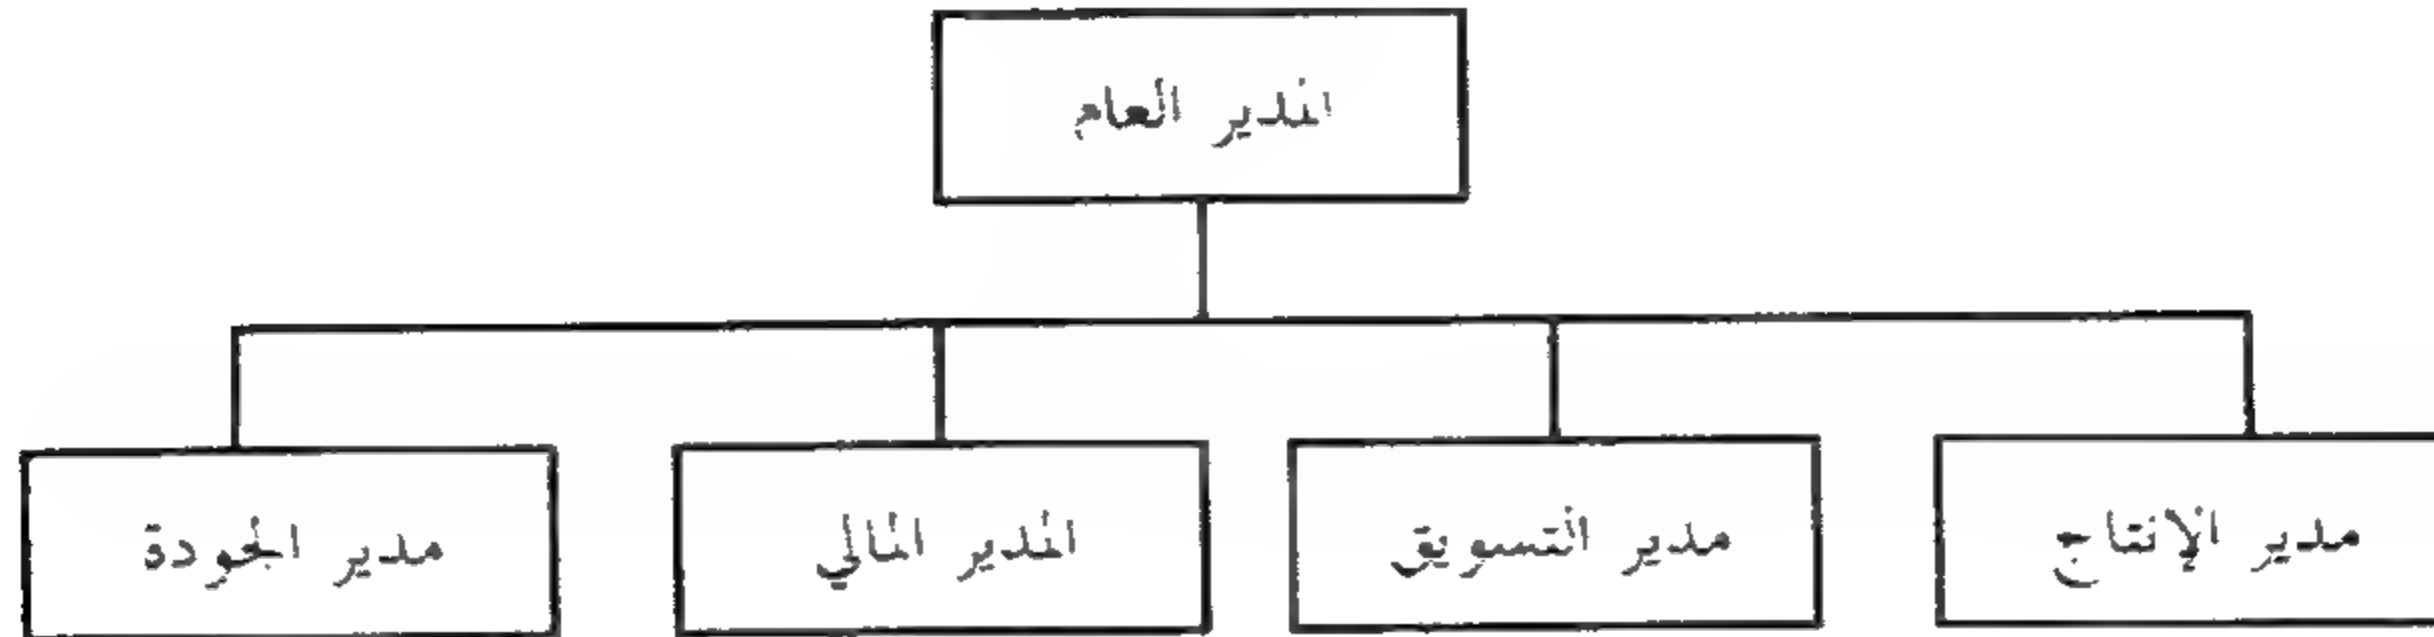 المدير العام
مدير الإنتاج
مدير التسويق
المدير المالي
مدير الجودة